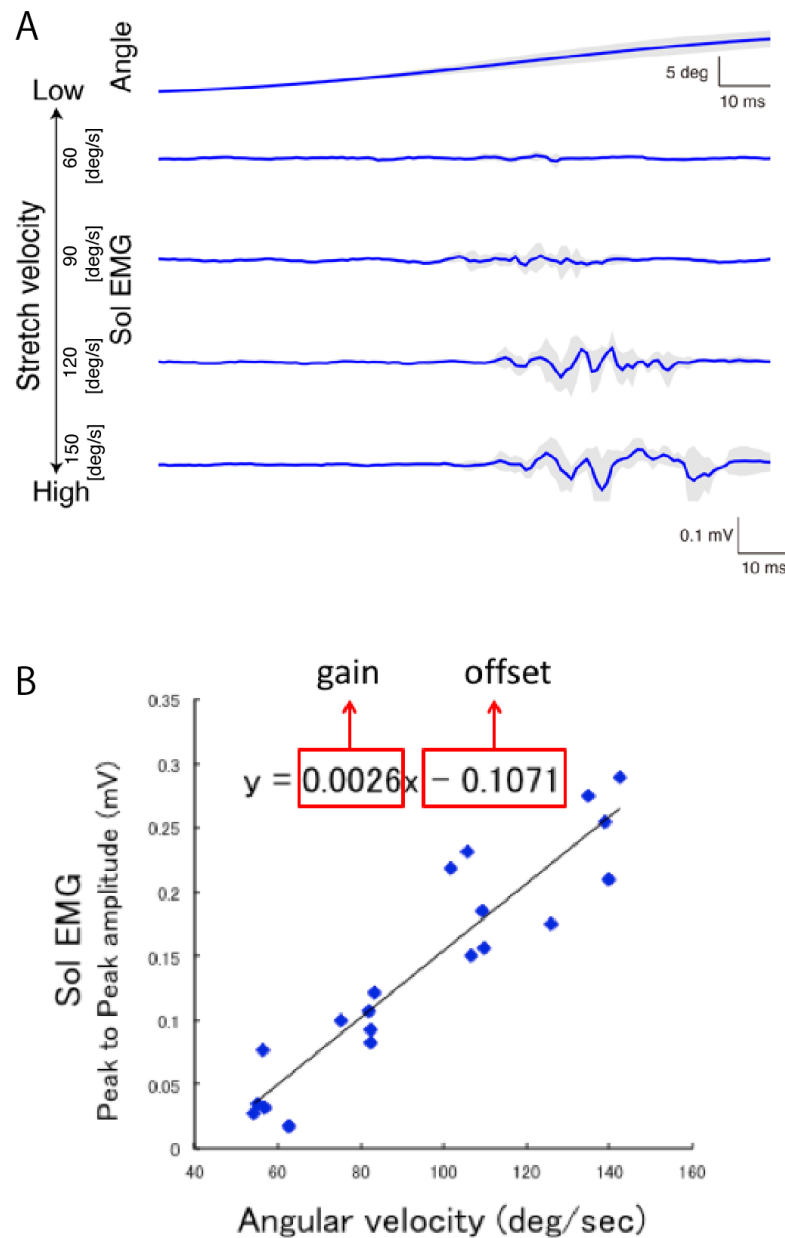 A
Angle
5 deg
10 ms
Low
Stretch velocity
High
Sol EMG
60
[deg/s]
90
[deg/s]
120
[deg/s]
150
[deg/s]
0.1 mV
10 ms
B
gain offset
y = 0.0026x − 0.1071
Sol EMG
Peak to Peak amplitude (mV)
0.35
0.3
0.25
0.2
0.15
0.1
0.05
0
40 60 80 100 120 140 160
Angular velocity (deg/sec)